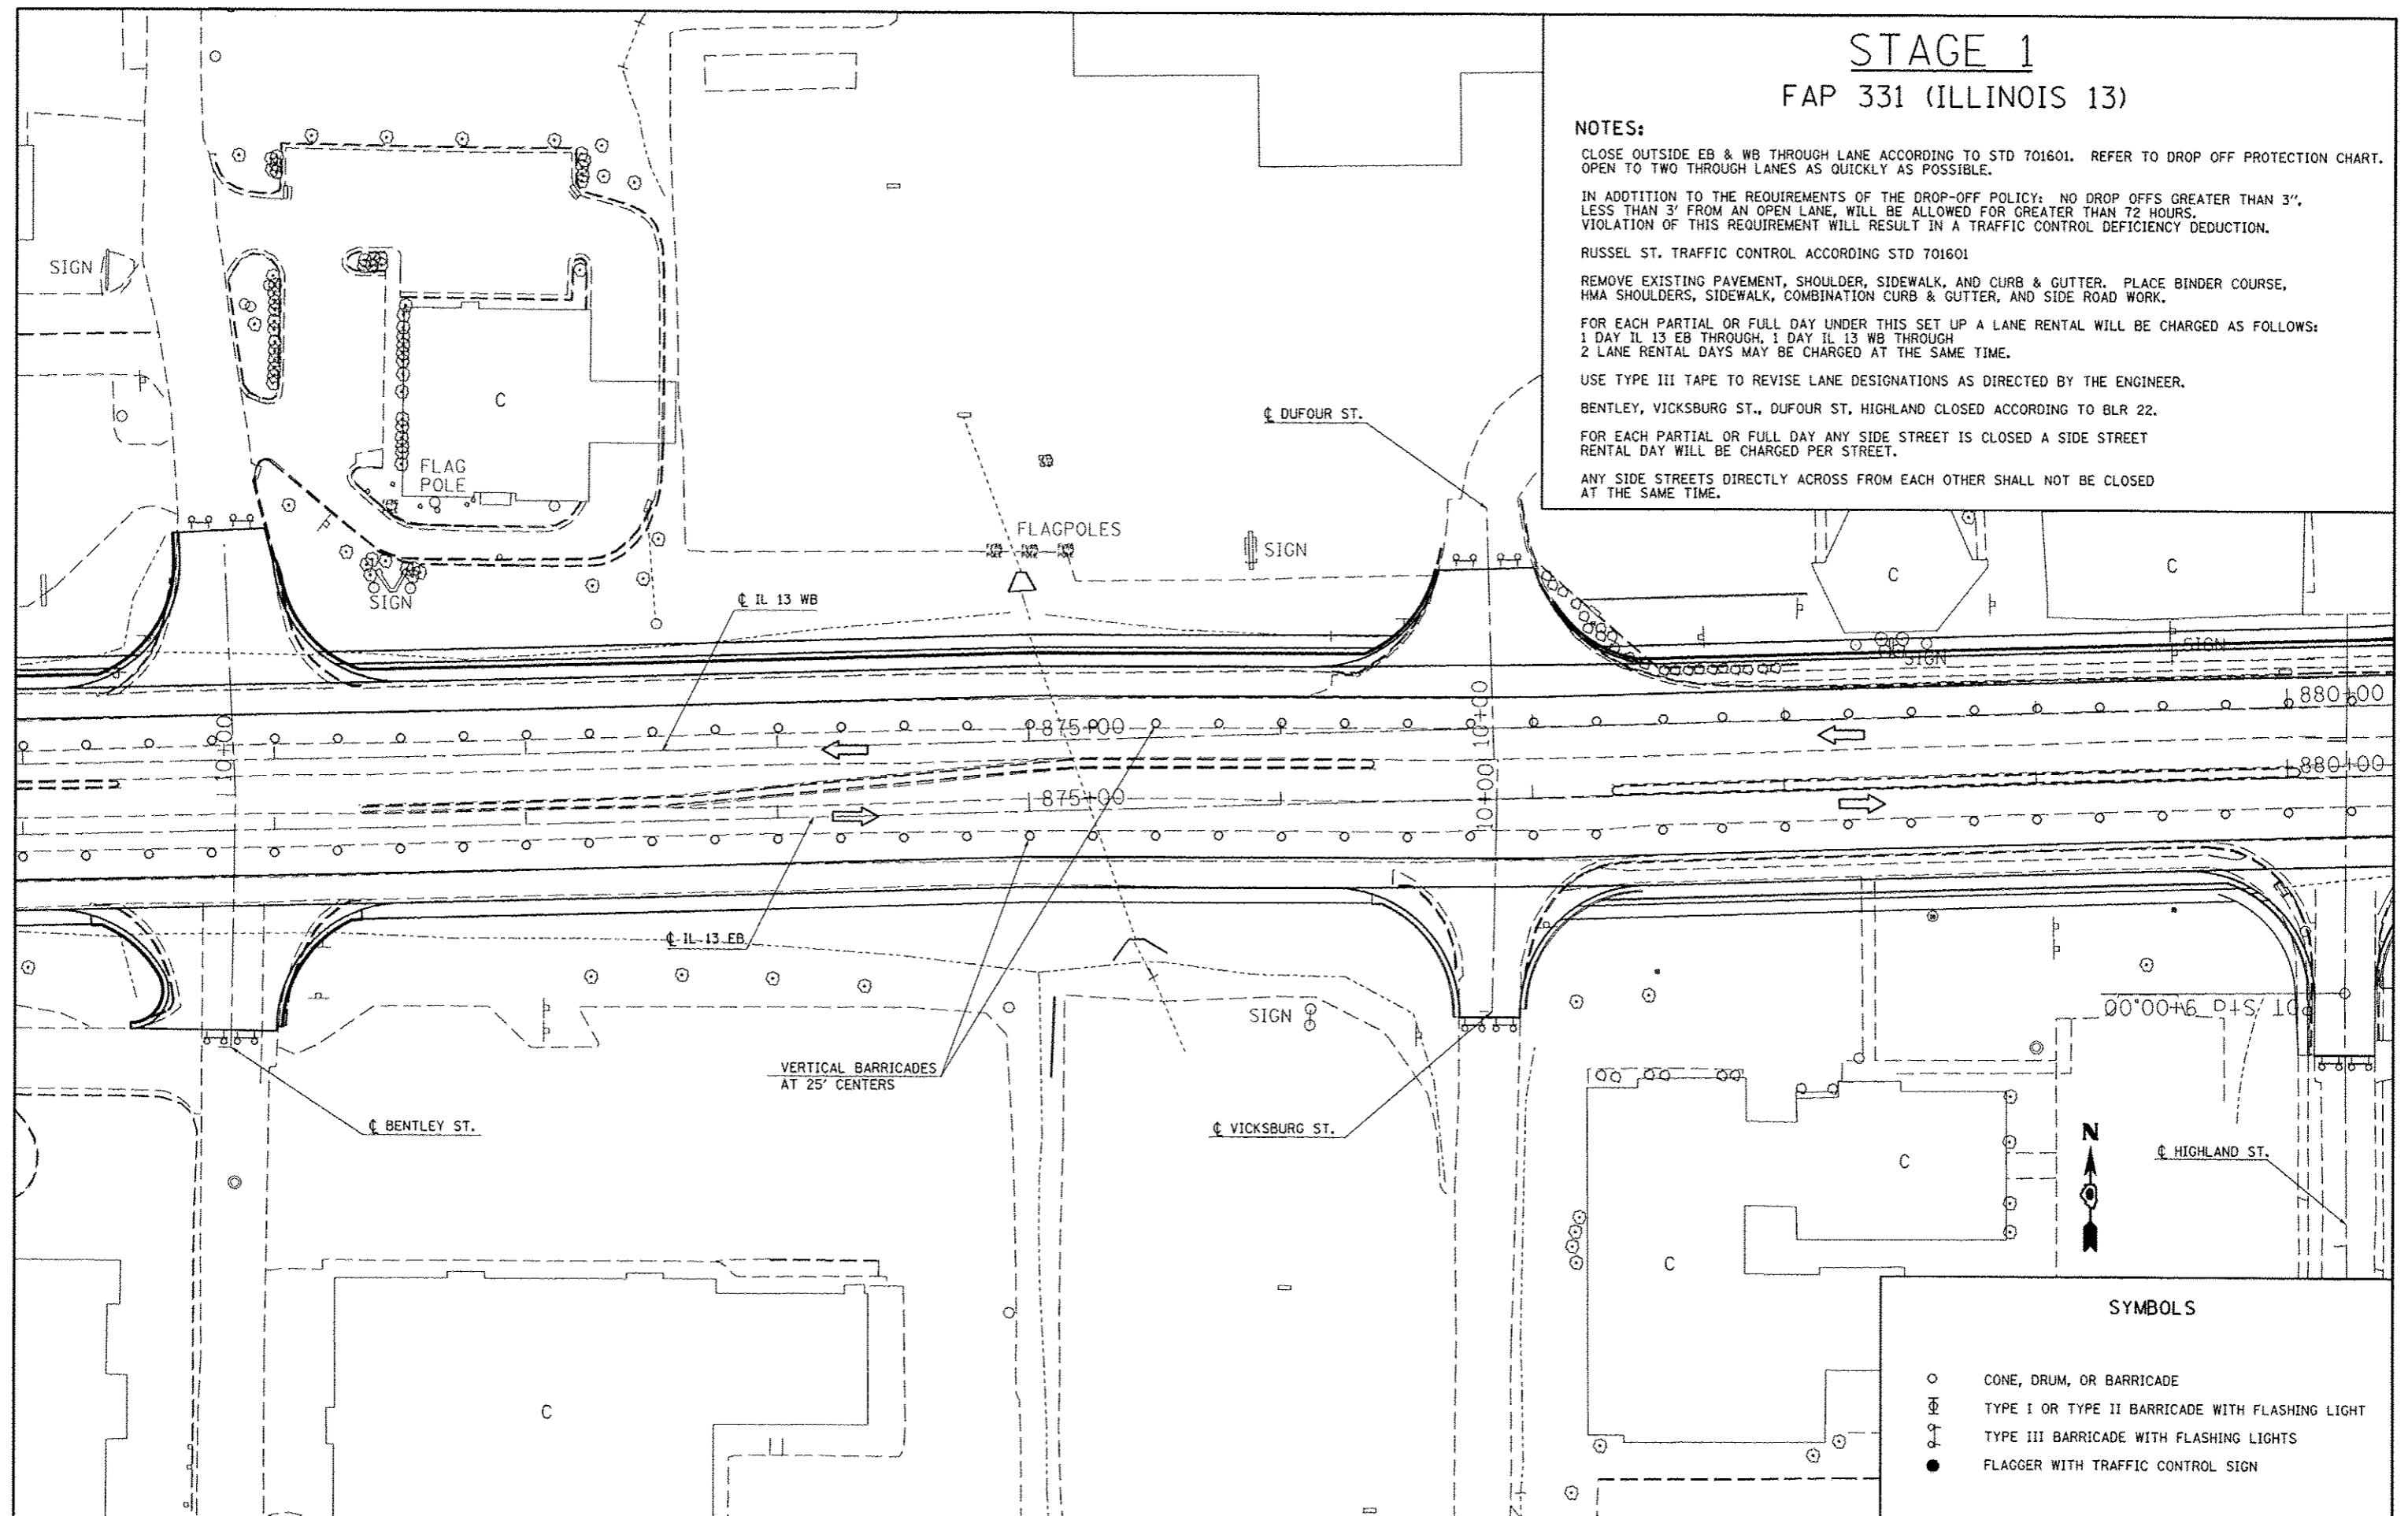 STAGE 1
FAP 331 (ILLINOIS 13)
NOTES:
CLOSE OUTSIDE EB & WB THROUGH LANE ACCORDING TO STD 701601. REFER TO DROP OFF PROTECTION CHART.
OPEN TO TWO THROUGH LANES AS QUICKLY AS POSSIBLE.
IN ADDTITION TO THE REQUIREMENTS OF THE DROP-OFF POLICY: NO DROP OFFS GREATER THAN 3",
LESS THAN 3' FROM AN OPEN LANE, WILL BE ALLOWED FOR GREATER THAN 72 HOURS.
VIOLATION OF THIS REQUIREMENT WILL RESULT IN A TRAFFIC CONTROL DEFICIENCY DEDUCTION.
RUSSEL ST. TRAFFIC CONTROL ACCORDING STD 701601
REMOVE EXISTING PAVEMENT, SHOULDER, SIDEWALK, AND CURB & GUTTER. PLACE BINDER COURSE,
HMA SHOULDERS, SIDEWALK, COMBINATION CURB & GUTTER, AND SIDE ROAD WORK.
FOR EACH PARTIAL OR FULL DAY UNDER THIS SET UP A LANE RENTAL WILL BE CHARGED AS FOLLOWS:
1 DAY IL 13 EB THROUGH, 1 DAY IL 13 WB THROUGH
2 LANE RENTAL DAYS MAY BE CHARGED AT THE SAME TIME.
USE TYPE III TAPE TO REVISE LANE DESIGNATIONS AS DIRECTED BY THE ENGINEER.
BENTLEY, VICKSBURG ST., DUFOUR ST, HIGHLAND CLOSED ACCORDING TO BLR 22.
FOR EACH PARTIAL OR FULL DAY ANY SIDE STREET IS CLOSED A SIDE STREET
RENTAL DAY WILL BE CHARGED PER STREET.
ANY SIDE STREETS DIRECTLY ACROSS FROM EACH OTHER SHALL NOT BE CLOSED
AT THE SAME TIME.
SIGN
C
FLAG
POLE
SIGN
℄ DUFOUR ST.
FLAGPOLES
SIGN
C
C
℄ IL 13 WB
SIGN
SIGN
10+00
875+00
10+00
880+00
875+00
10+00
880+00
℄ IL 13 EB
VERTICAL BARRICADES
AT 25' CENTERS
SIGN
OT Sta 9+00.00
℄ BENTLEY ST.
℄ VICKSBURG ST.
N
℄ HIGHLAND ST.
C
C
C
SYMBOLS
CONE, DRUM, OR BARRICADE
TYPE I OR TYPE II BARRICADE WITH FLASHING LIGHT
TYPE III BARRICADE WITH FLASHING LIGHTS
FLAGGER WITH TRAFFIC CONTROL SIGN